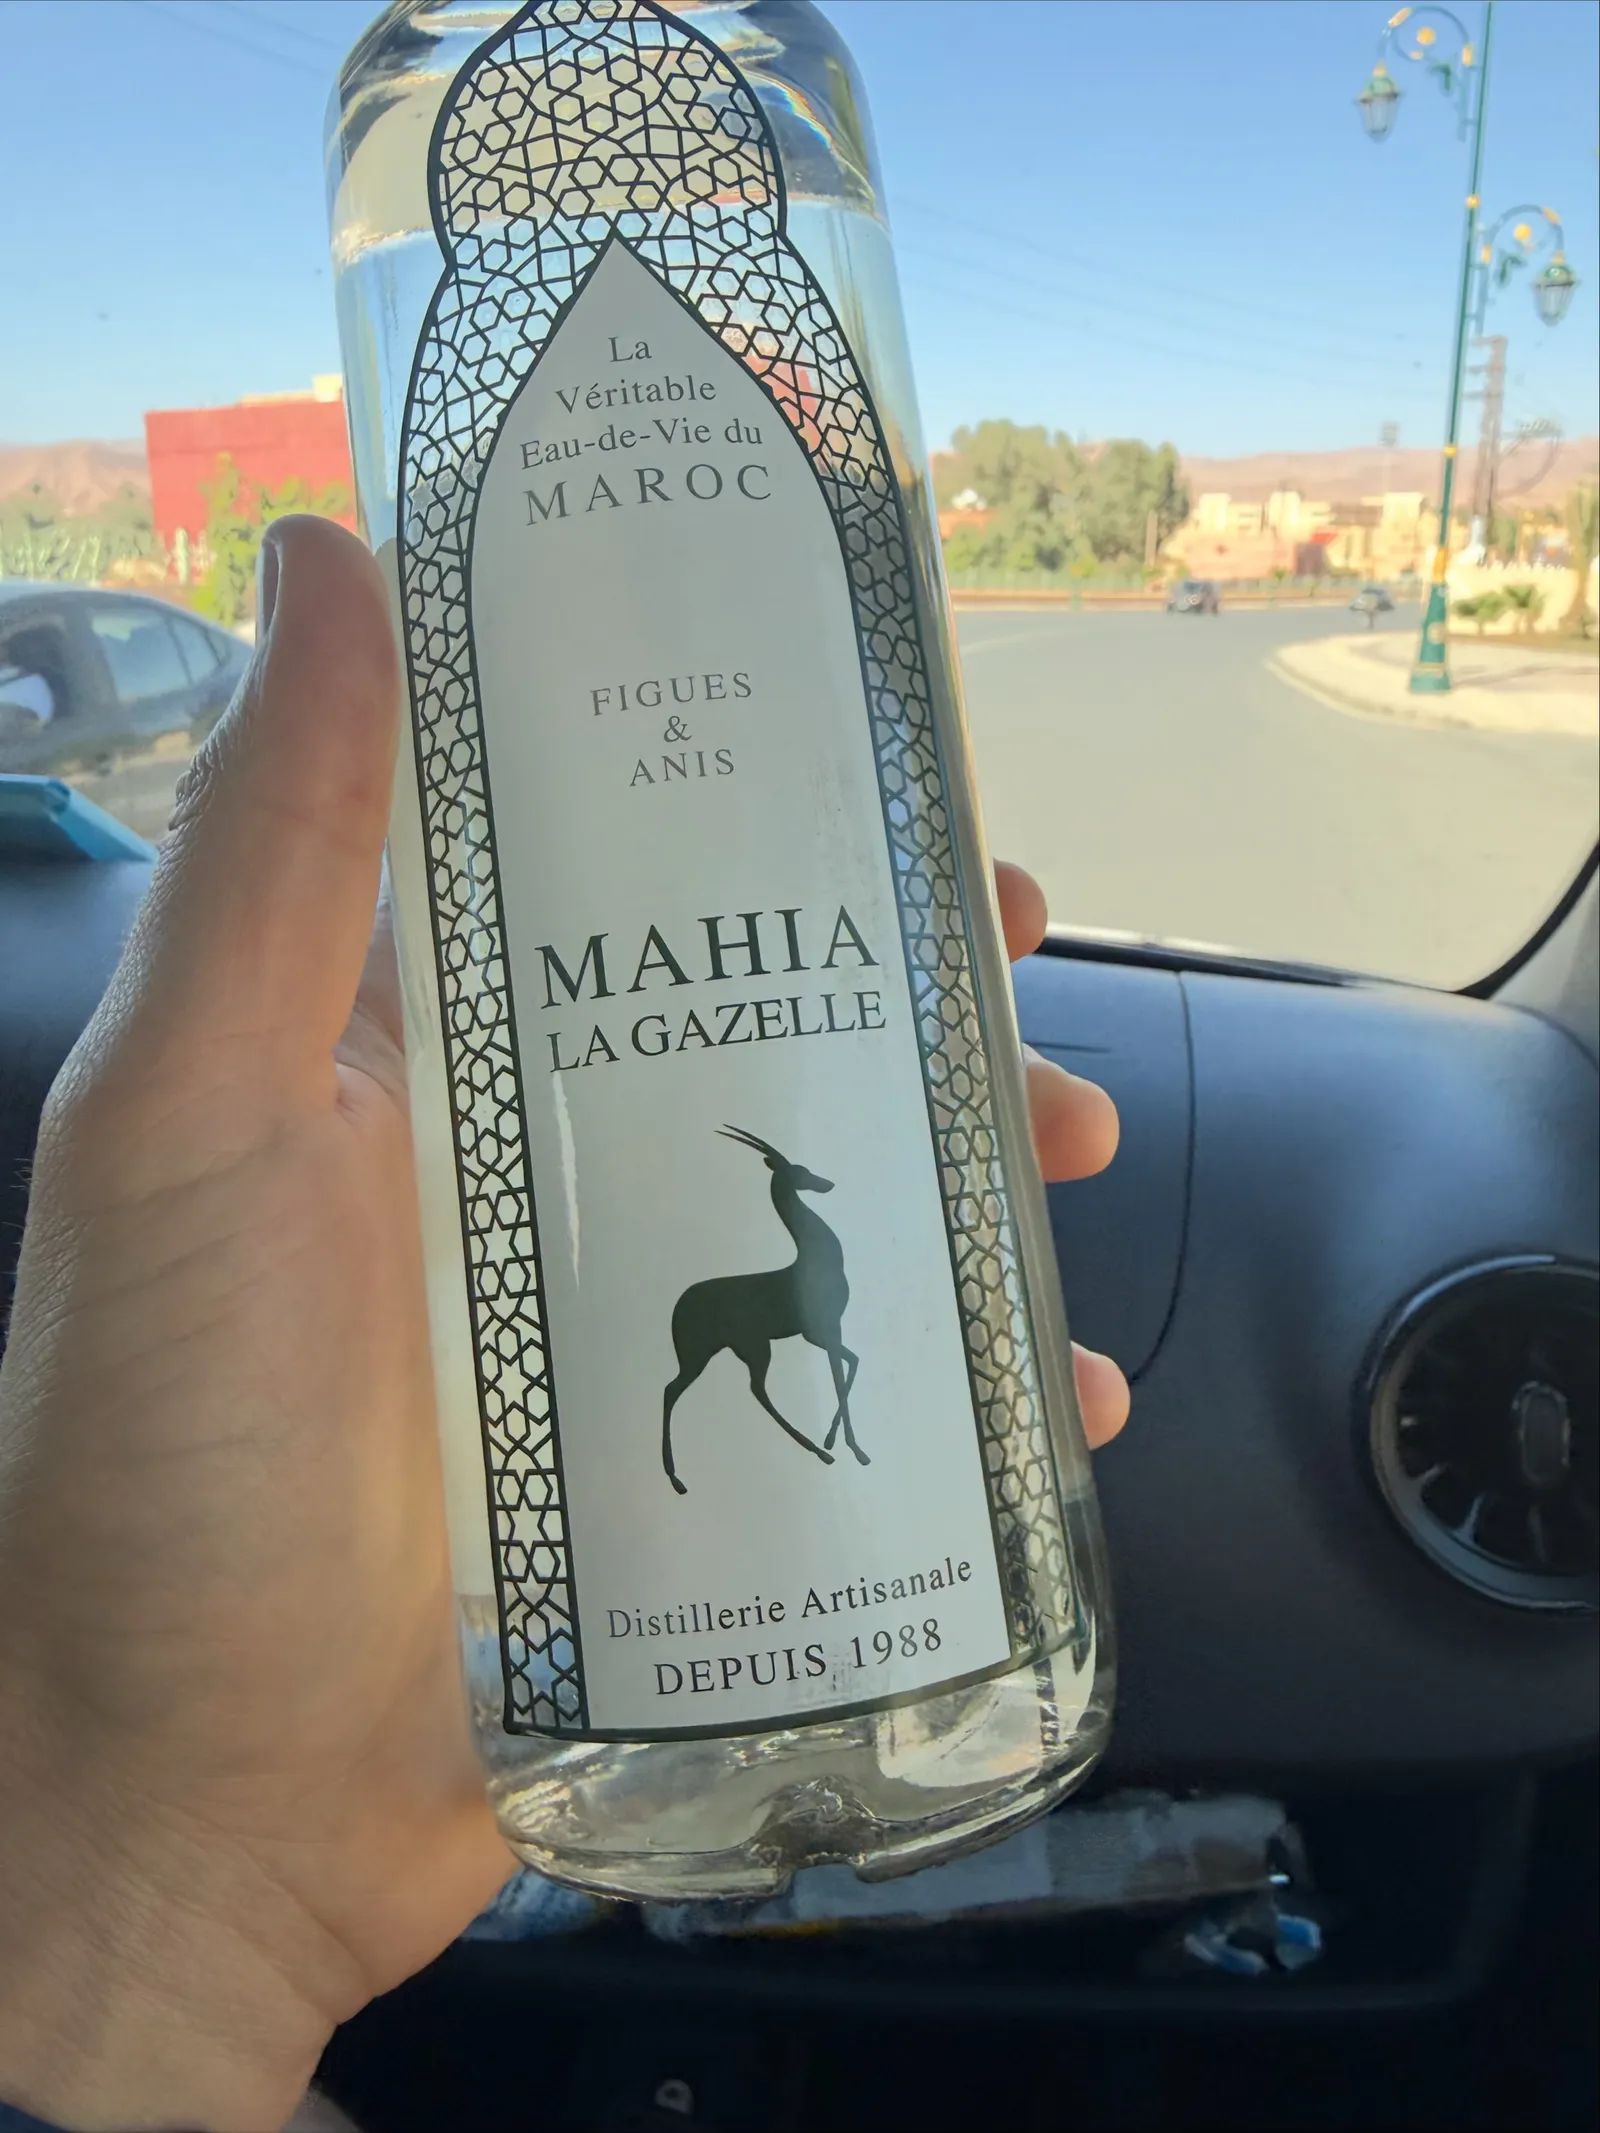 La
Véritable
Eau-de-Vie du
MAROC
FIGUES
&
ANIS
MAHIA
LA GAZELLE
Distillerie Artisanale
DEPUIS 1988